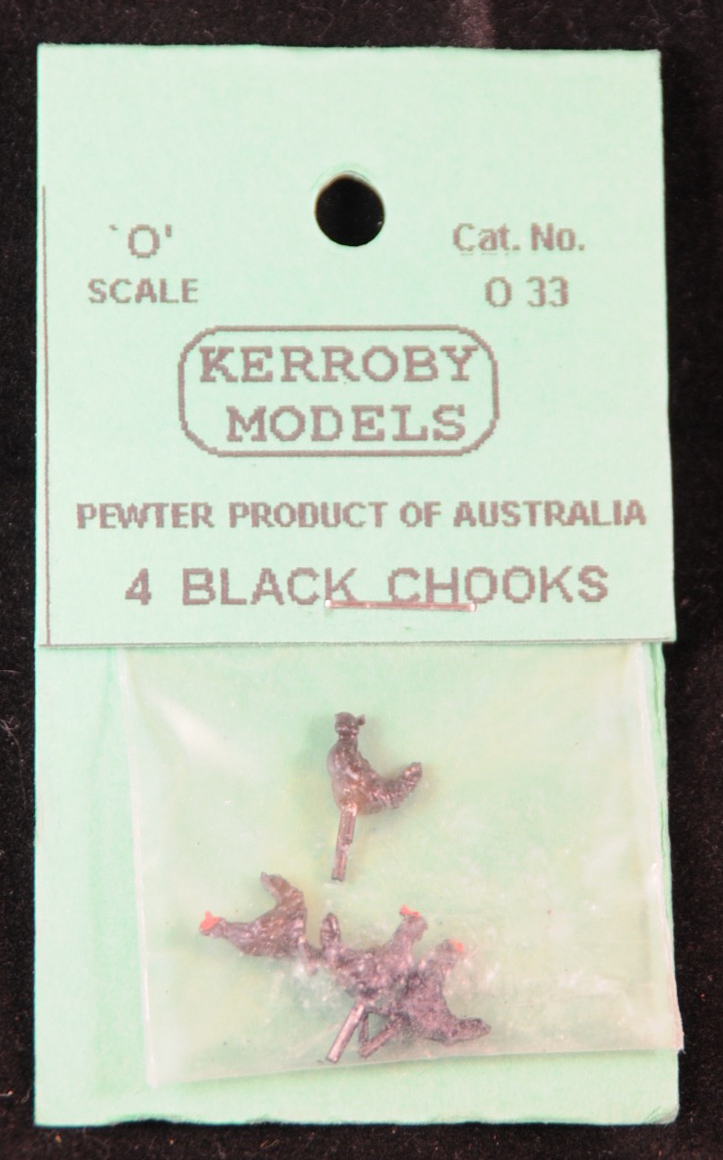 `O'
SCALE
Cat. No.
O 33
KERROBY
MODELS
PEWTER PRODUCT OF AUSTRALIA
4 BLACK CHOOKS